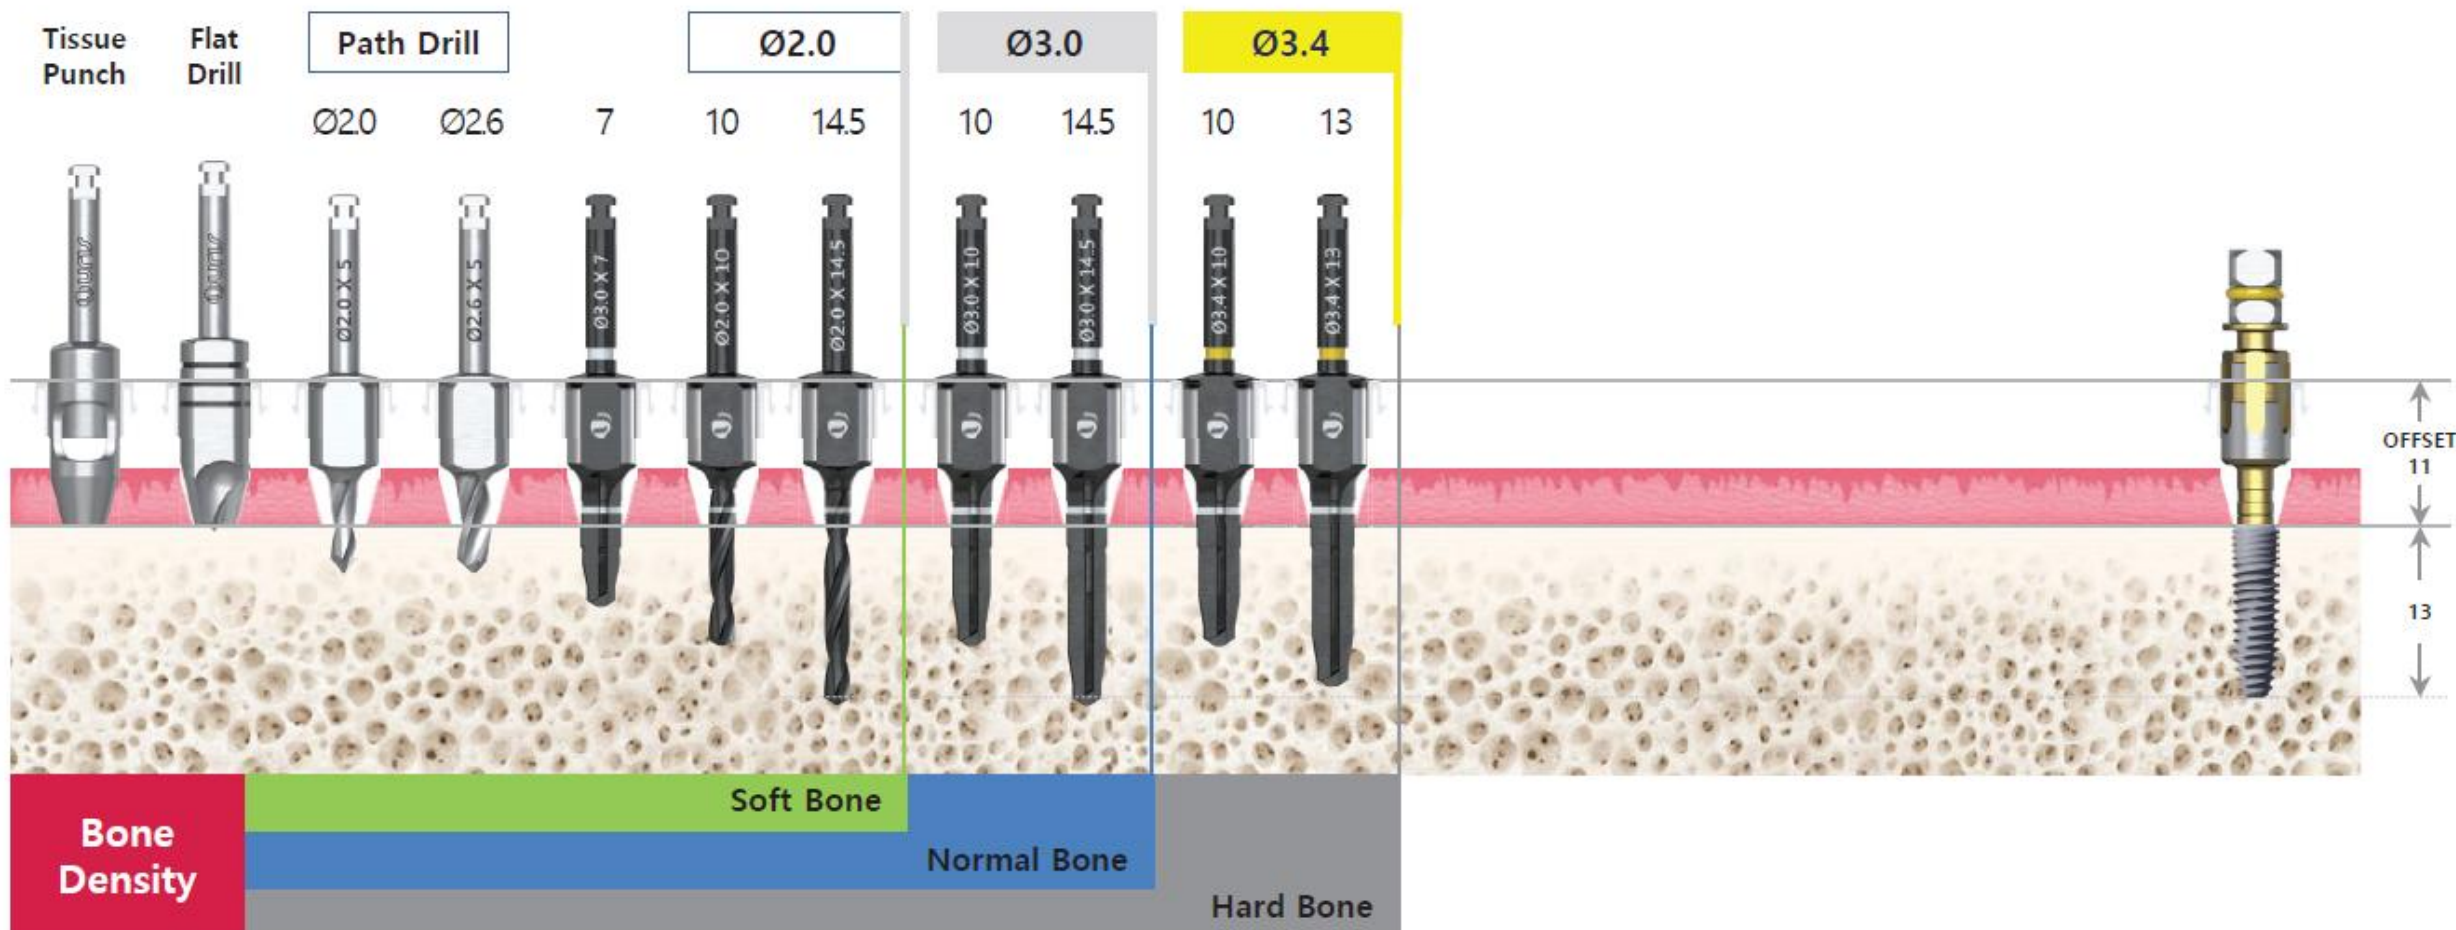 Tissue
Punch
Flat
Drill
Path Drill
Ø2.0
Ø3.0
Ø3.4
Ø2.0
Ø2.6
7
10
14.5
10
14.5
10
13
Ø2.0 X 5
Ø2.6 X 5
Ø3.0 X 7
Ø2.0 X 10
Ø2.0 X 14.5
Ø3.0 X 10
Ø3.0 X 14.5
Ø3.4 X 10
Ø3.4 X 13
OFFSET
11
13
Bone
Density
Soft Bone
Normal Bone
Hard Bone